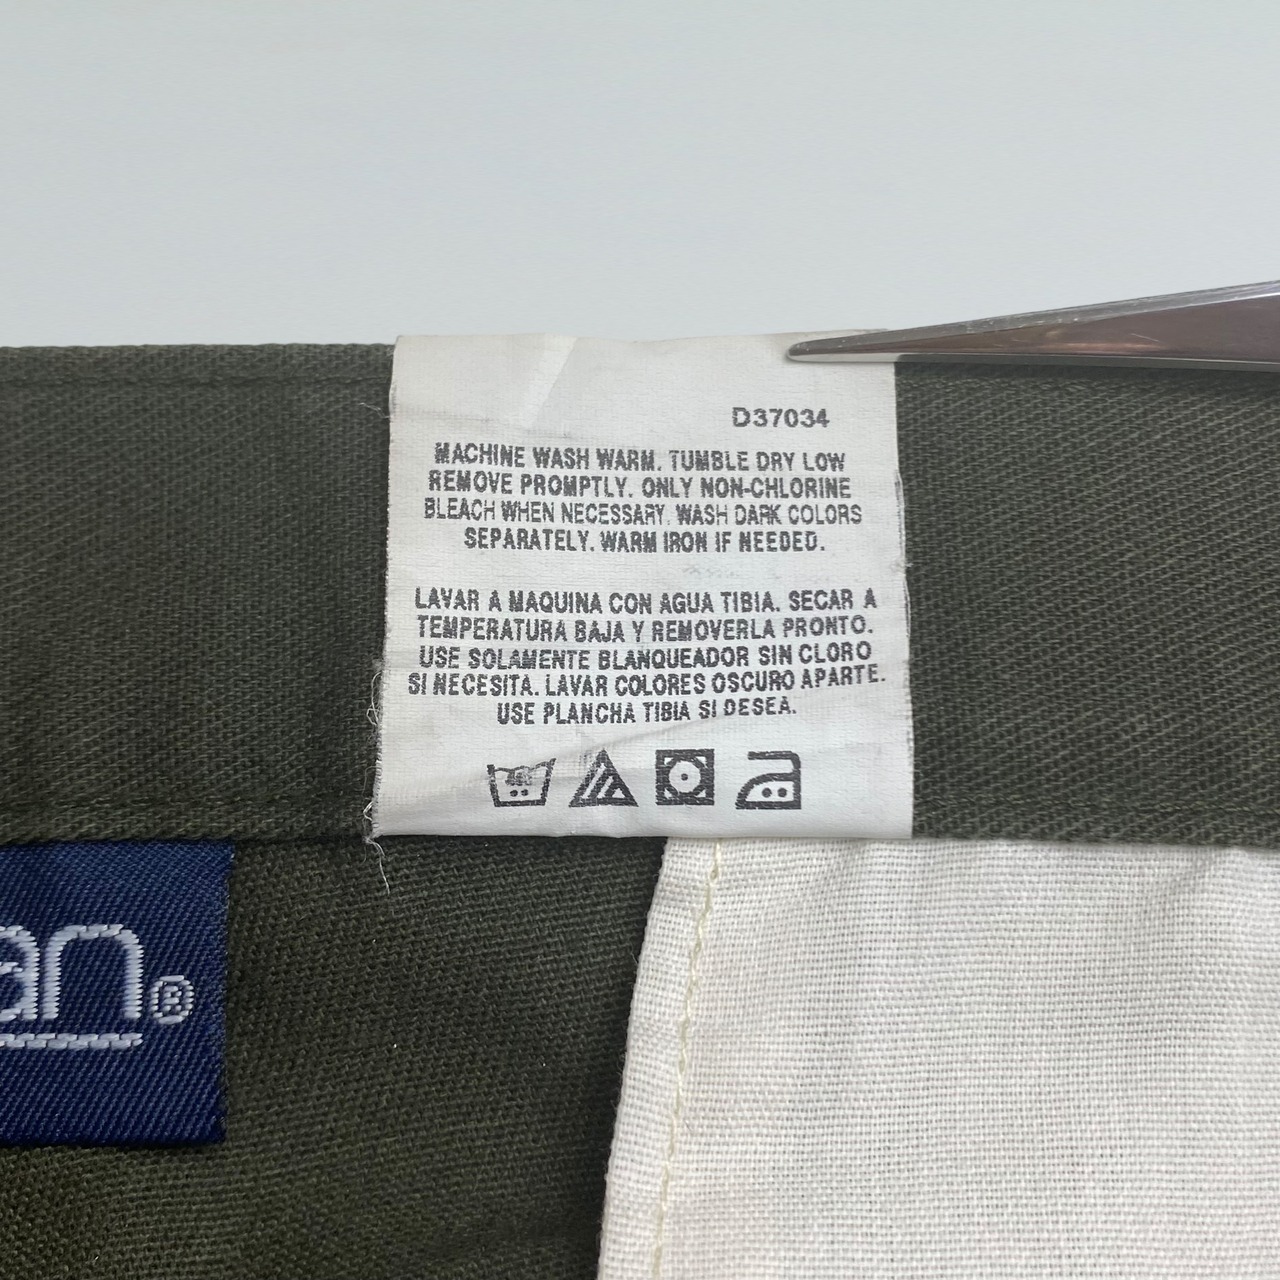 D37034
MACHINE WASH WARM. TUMBLE DRY LOW
REMOVE PROMPTLY. ONLY NON-CHLORINE
BLEACH WHEN NECESSARY. WASH DARK COLORS
SEPARATELY. WARM IRON IF NEEDED.
LAVAR A MAQUINA CON AGUA TIBIA. SECAR A
TEMPERATURA BAJA Y REMOVERLA PRONTO.
USE SOLAMENTE BLANQUEADOR SIN CLORO
SI NECESITA. LAVAR COLORES OSCURO APARTE.
USE PLANCHA TIBIA SI DESEA.
an®